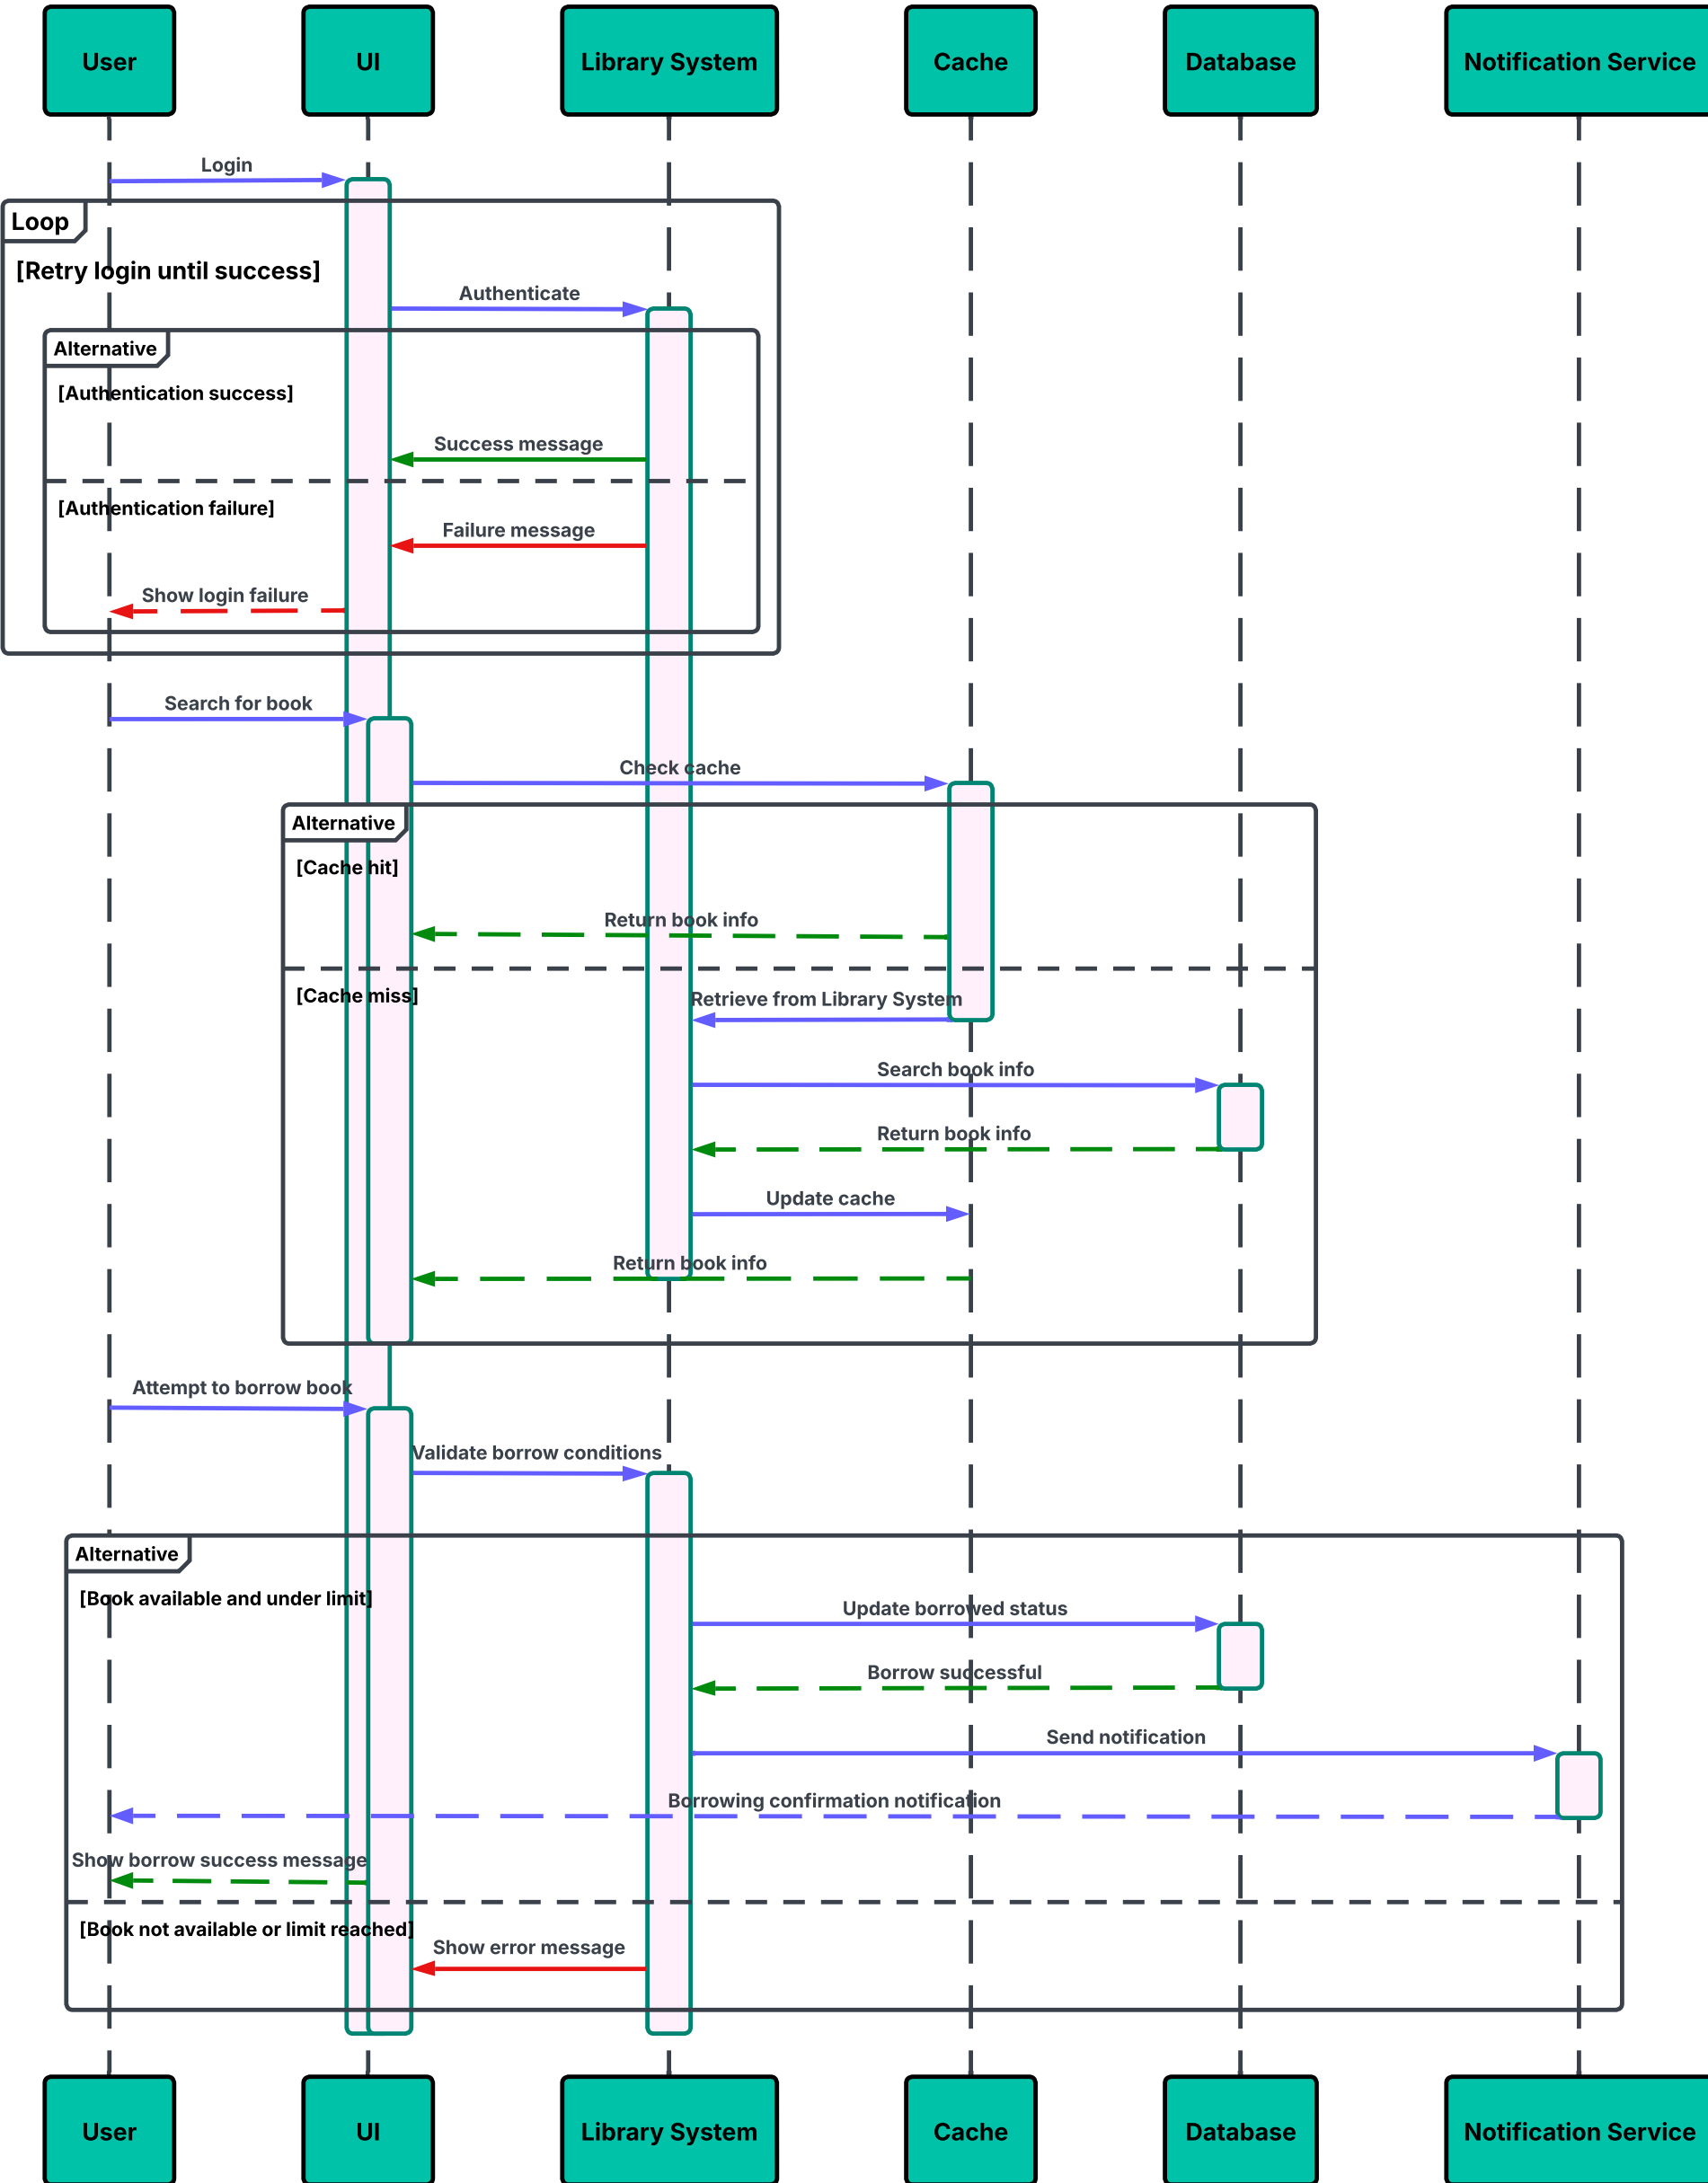 User
UI
Library System
Cache
Database
Notification Service
Login
Loop
[Retry login until success]
Authenticate
Alternative
[Authentication success]
Success message
[Authentication failure]
Failure message
Show login failure
Search for book
Check cache
Alternative
[Cache hit]
Return book info
[Cache miss]
Retrieve from Library System
Search book info
Return book info
Update cache
Return book info
Attempt to borrow book
Validate borrow conditions
Alternative
[Book available and under limit]
Update borrowed status
Borrow successful
Send notification
Borrowing confirmation notification
Show borrow success message
[Book not available or limit reached]
Show error message
User
UI
Library System
Cache
Database
Notification Service